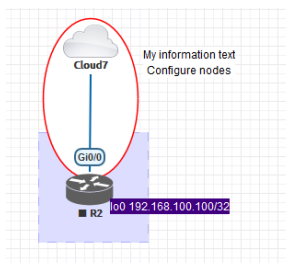 Cloud7
My information text
Configure nodes
Gi0/0
lo0 192.168.100.100/32
R2